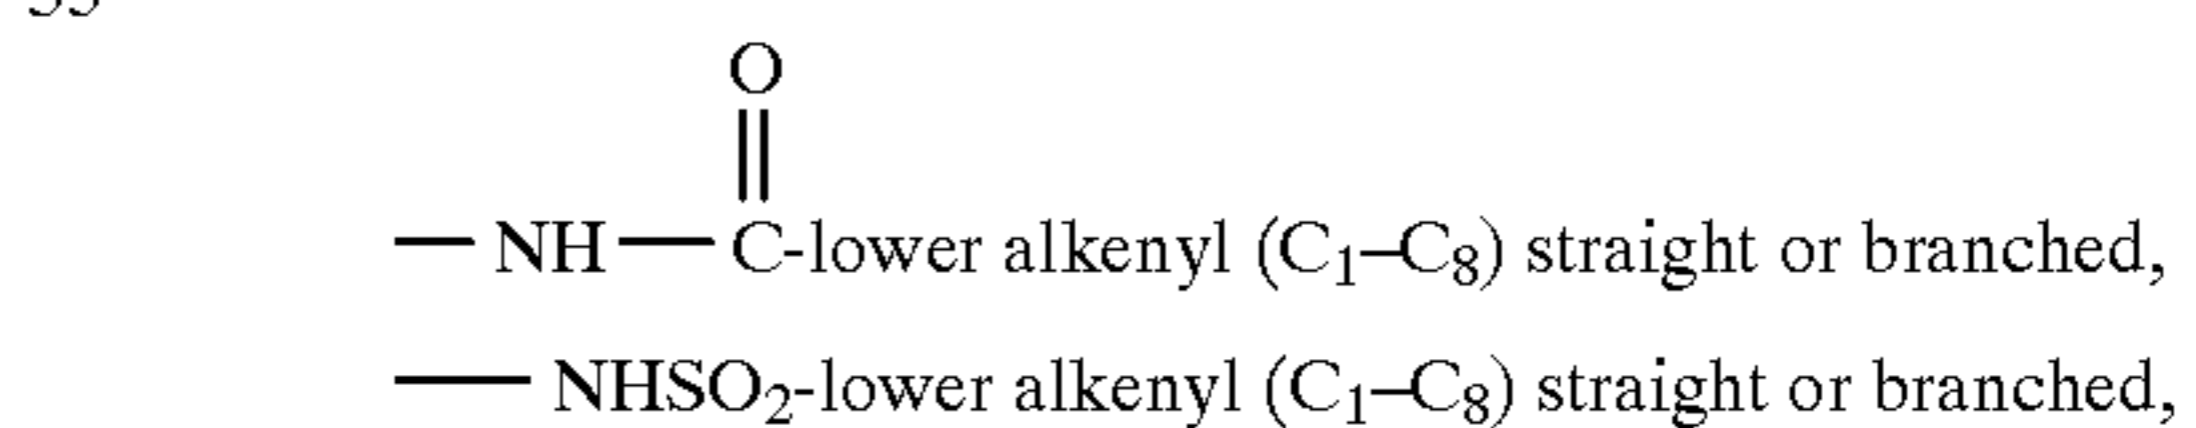 O
—NH—C-lower alkenyl (C₁–C₈) straight or branched,
—NHSO₂-lower alkenyl (C₁–C₈) straight or branched,